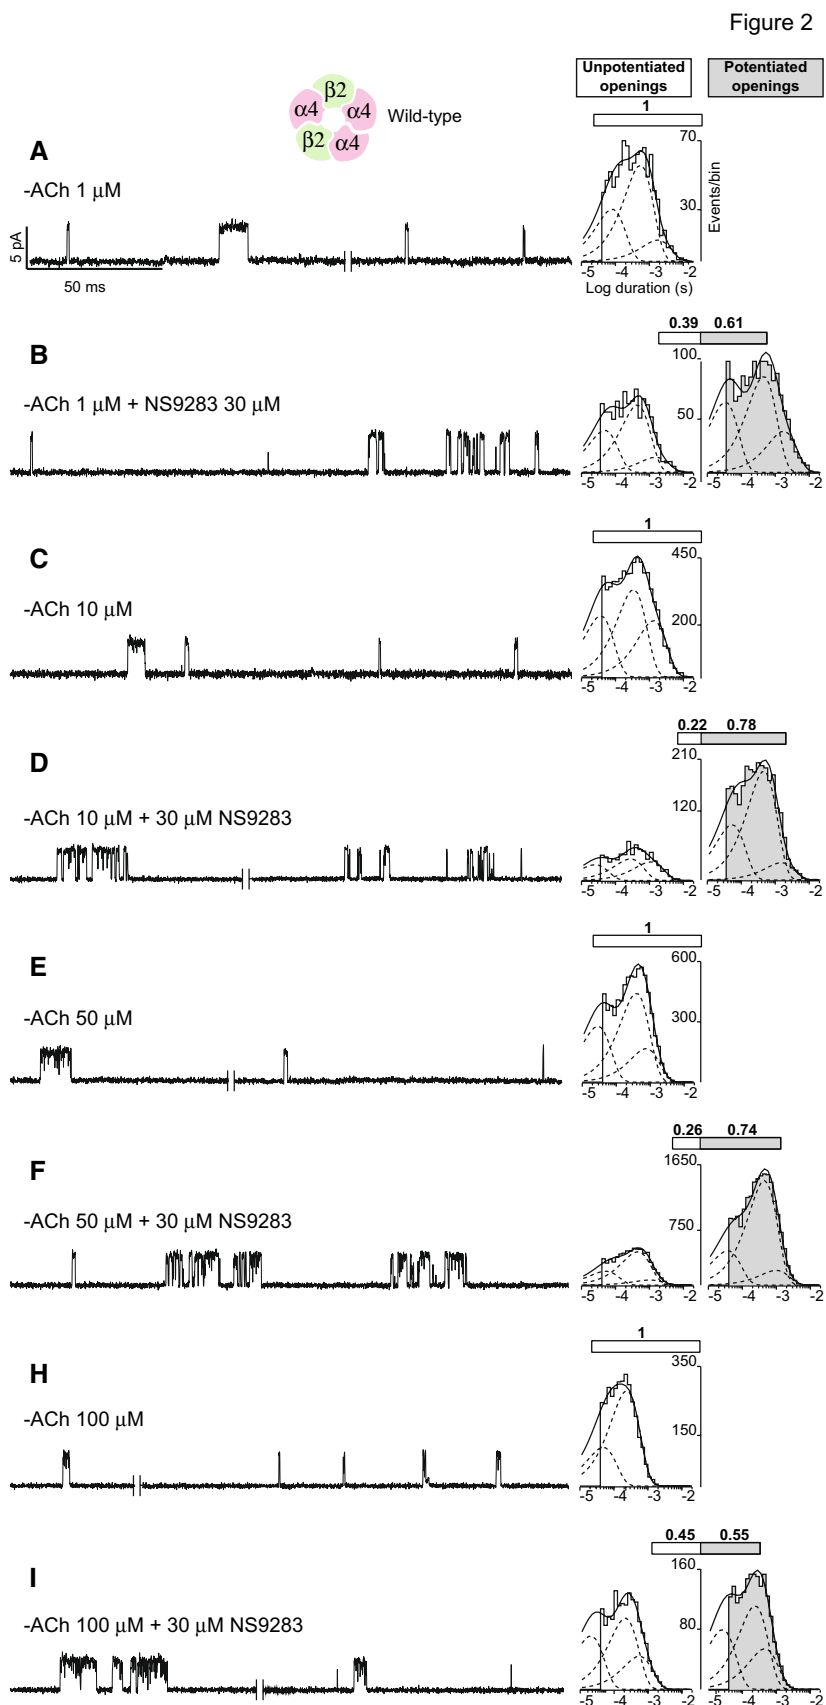 Figure 2
Unpotentiated openings
Potentiated openings
β2
α4 α4
β2 α4
Wild-type
A
-ACh 1 μM
5 pA
50 ms
1
70
30
Events/bin
-5 -4 -3 -2
Log duration (s)
B
-ACh 1 μM + NS9283 30 μM
0.39 0.61
100
50
-5 -4 -3 -2 -5 -4 -3 -2
C
-ACh 10 μM
1
450
200
-5 -4 -3 -2
D
-ACh 10 μM + 30 μM NS9283
0.22 0.78
210
120
-5 -4 -3 -2 -5 -4 -3 -2
E
-ACh 50 μM
1
600
300
-5 -4 -3 -2
F
-ACh 50 μM + 30 μM NS9283
0.26 0.74
1650
750
-5 -4 -3 -2 -5 -4 -3 -2
H
-ACh 100 μM
1
350
150
-5 -4 -3 -2
I
-ACh 100 μM + 30 μM NS9283
0.45 0.55
160
80
-5 -4 -3 -2 -5 -4 -3 -2